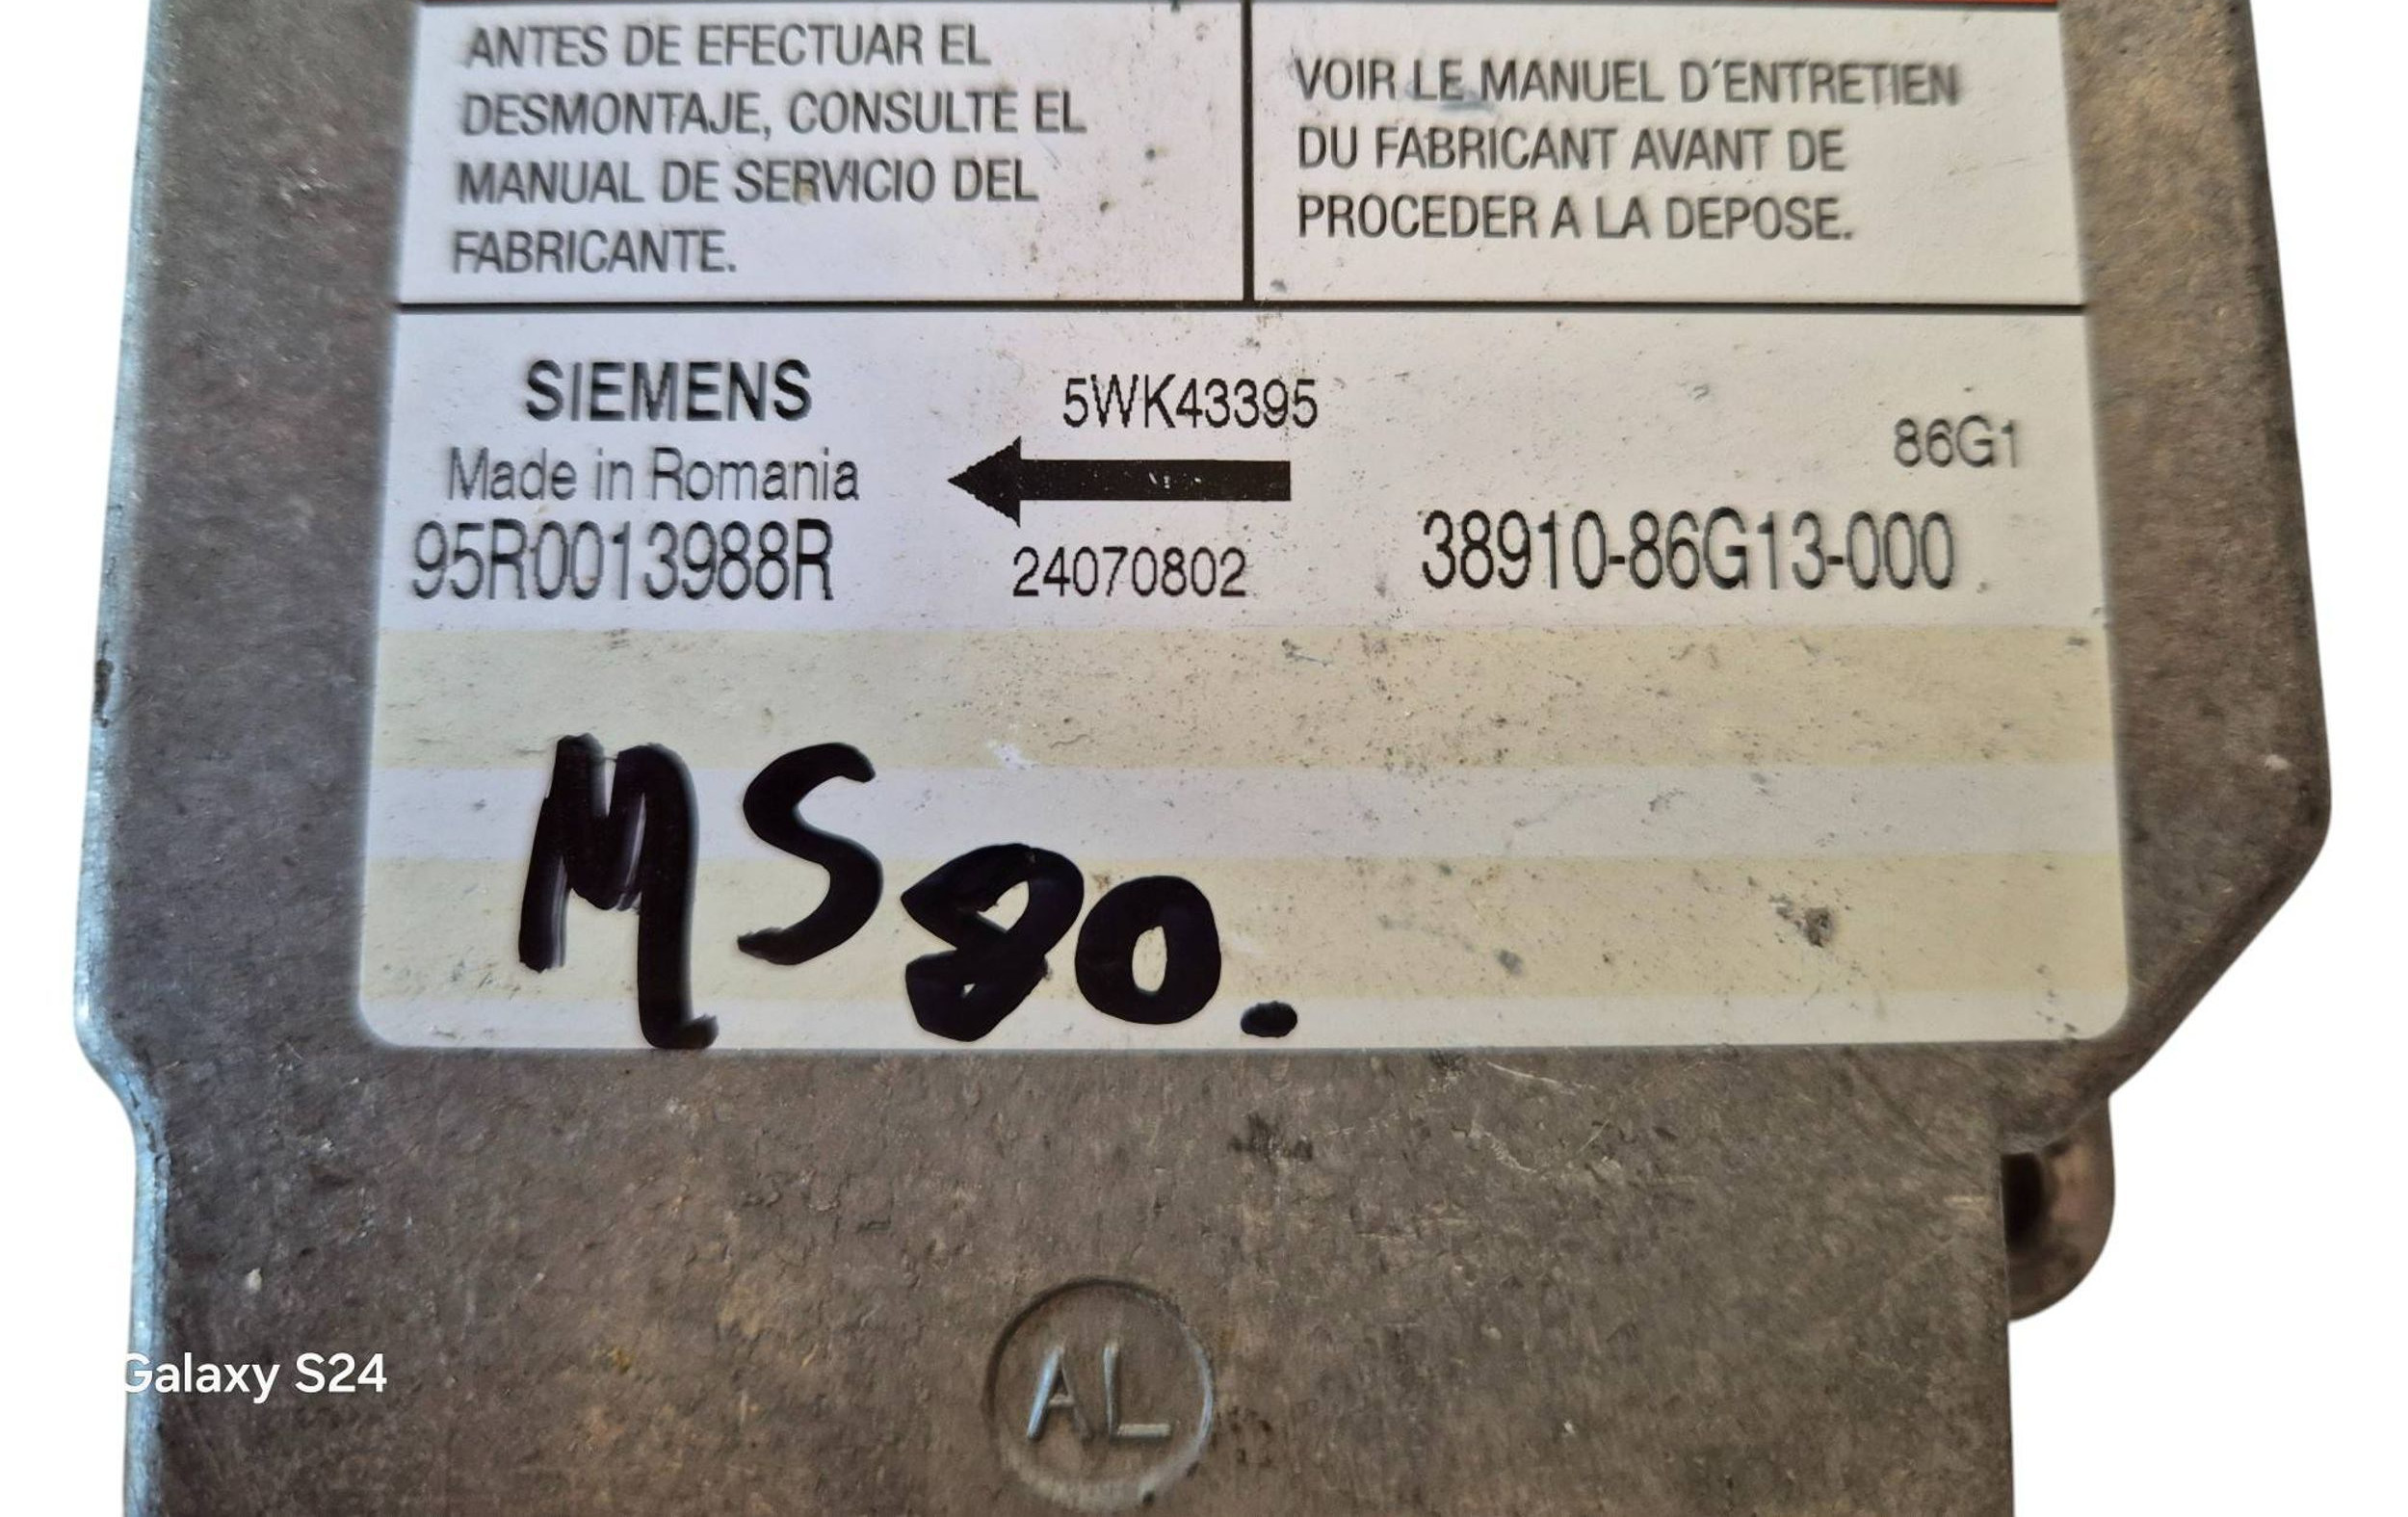 ANTES DE EFECTUAR EL
DESMONTAJE, CONSULTE EL
MANUAL DE SERVICIO DEL
FABRICANTE.
VOIR LE MANUEL D'ENTRETIEN
DU FABRICANT AVANT DE
PROCEDER A LA DEPOSE.
SIEMENS
Made in Romania
95R0013988R
5WK43395
24070802
86G1
38910-86G13-000
MS80.
AL
Galaxy S24